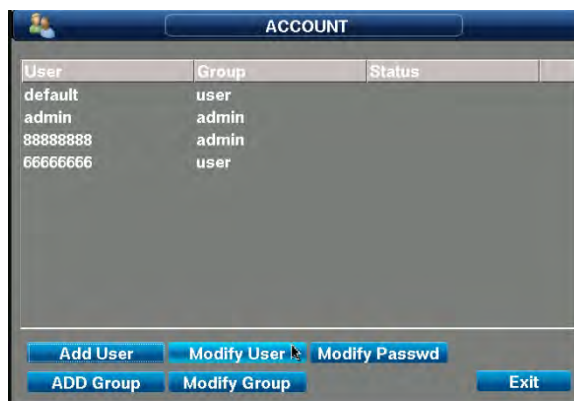 ACCOUNT
User Group Status
default user
admin admin
88888888 admin
66666666 user
Add User Modify User Modify Passwd
ADD Group Modify Group Exit